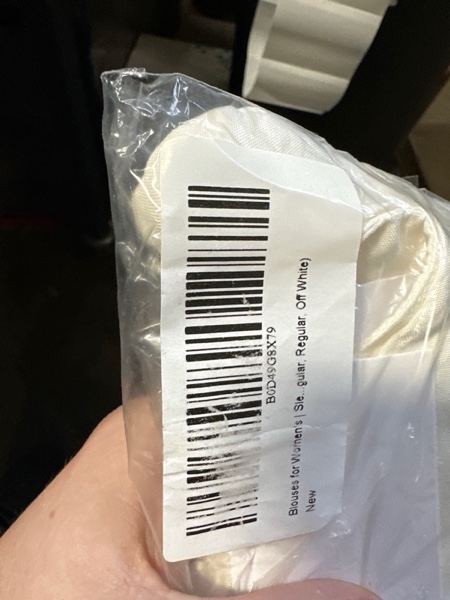 B0D49G8X79
Blouses for Women's | Sle...gular, Regular, Off White)
New